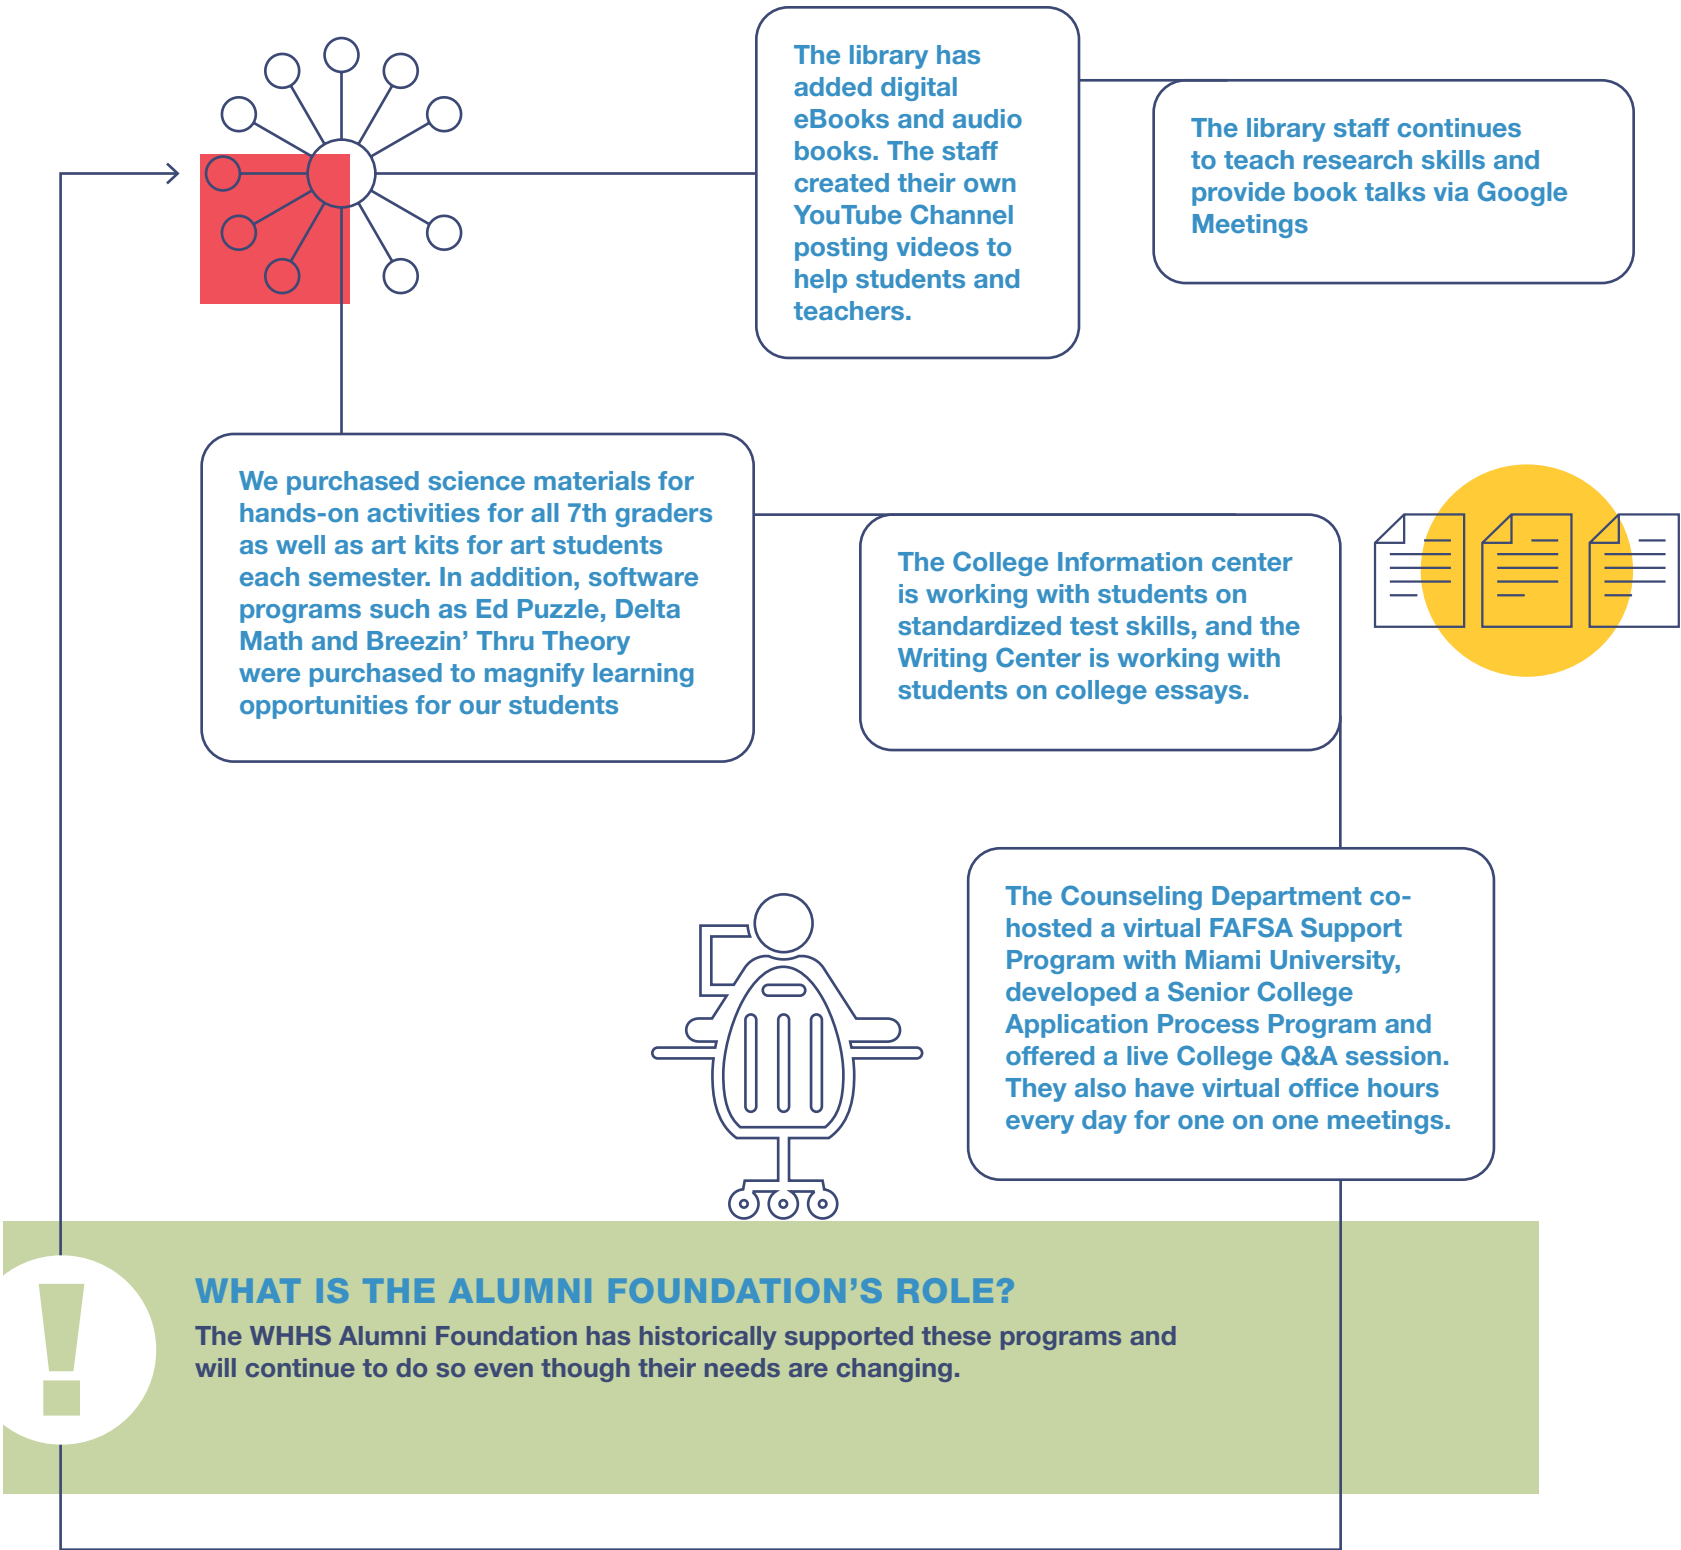 The library has
added digital
eBooks and audio
books. The staff
created their own
YouTube Channel
posting videos to
help students and
teachers.
The library staff continues
to teach research skills and
provide book talks via Google
Meetings
We purchased science materials for
hands-on activities for all 7th graders
as well as art kits for art students
each semester. In addition, software
programs such as Ed Puzzle, Delta
Math and Breezin’ Thru Theory
were purchased to magnify learning
opportunities for our students
The College Information center
is working with students on
standardized test skills, and the
Writing Center is working with
students on college essays.
The Counseling Department co-
hosted a virtual FAFSA Support
Program with Miami University,
developed a Senior College
Application Process Program and
offered a live College Q&A session.
They also have virtual office hours
every day for one on one meetings.
!
WHAT IS THE ALUMNI FOUNDATION’S ROLE?
The WHHS Alumni Foundation has historically supported these programs and
will continue to do so even though their needs are changing.